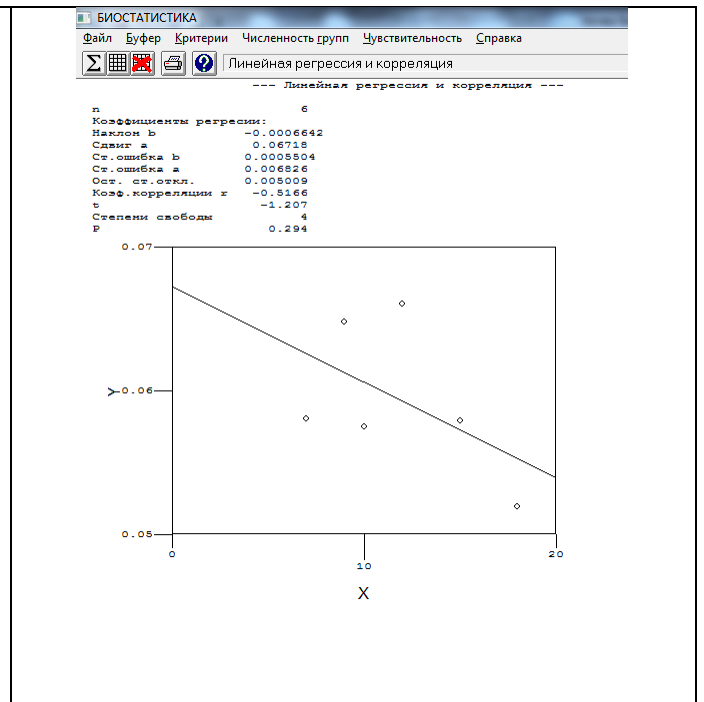 БИОСТАТИСТИКА
Файл Буфер Критерии Численность групп Чувствительность Справка
Линейная регрессия и корреляция
--- Линейная регрессия и корреляция ---
n 6
Коэффициенты регресии:
Наклон b -0.0006642
Сдвиг a 0.06718
Ст.ошибка b 0.0005504
Ст.ошибка a 0.006826
Ост. ст.откл. 0.005009
Коэф.корреляции r -0.5166
t -1.207
Степени свободы 4
P 0.294
0.07
Y
0.06
0.05
0
10
20
X